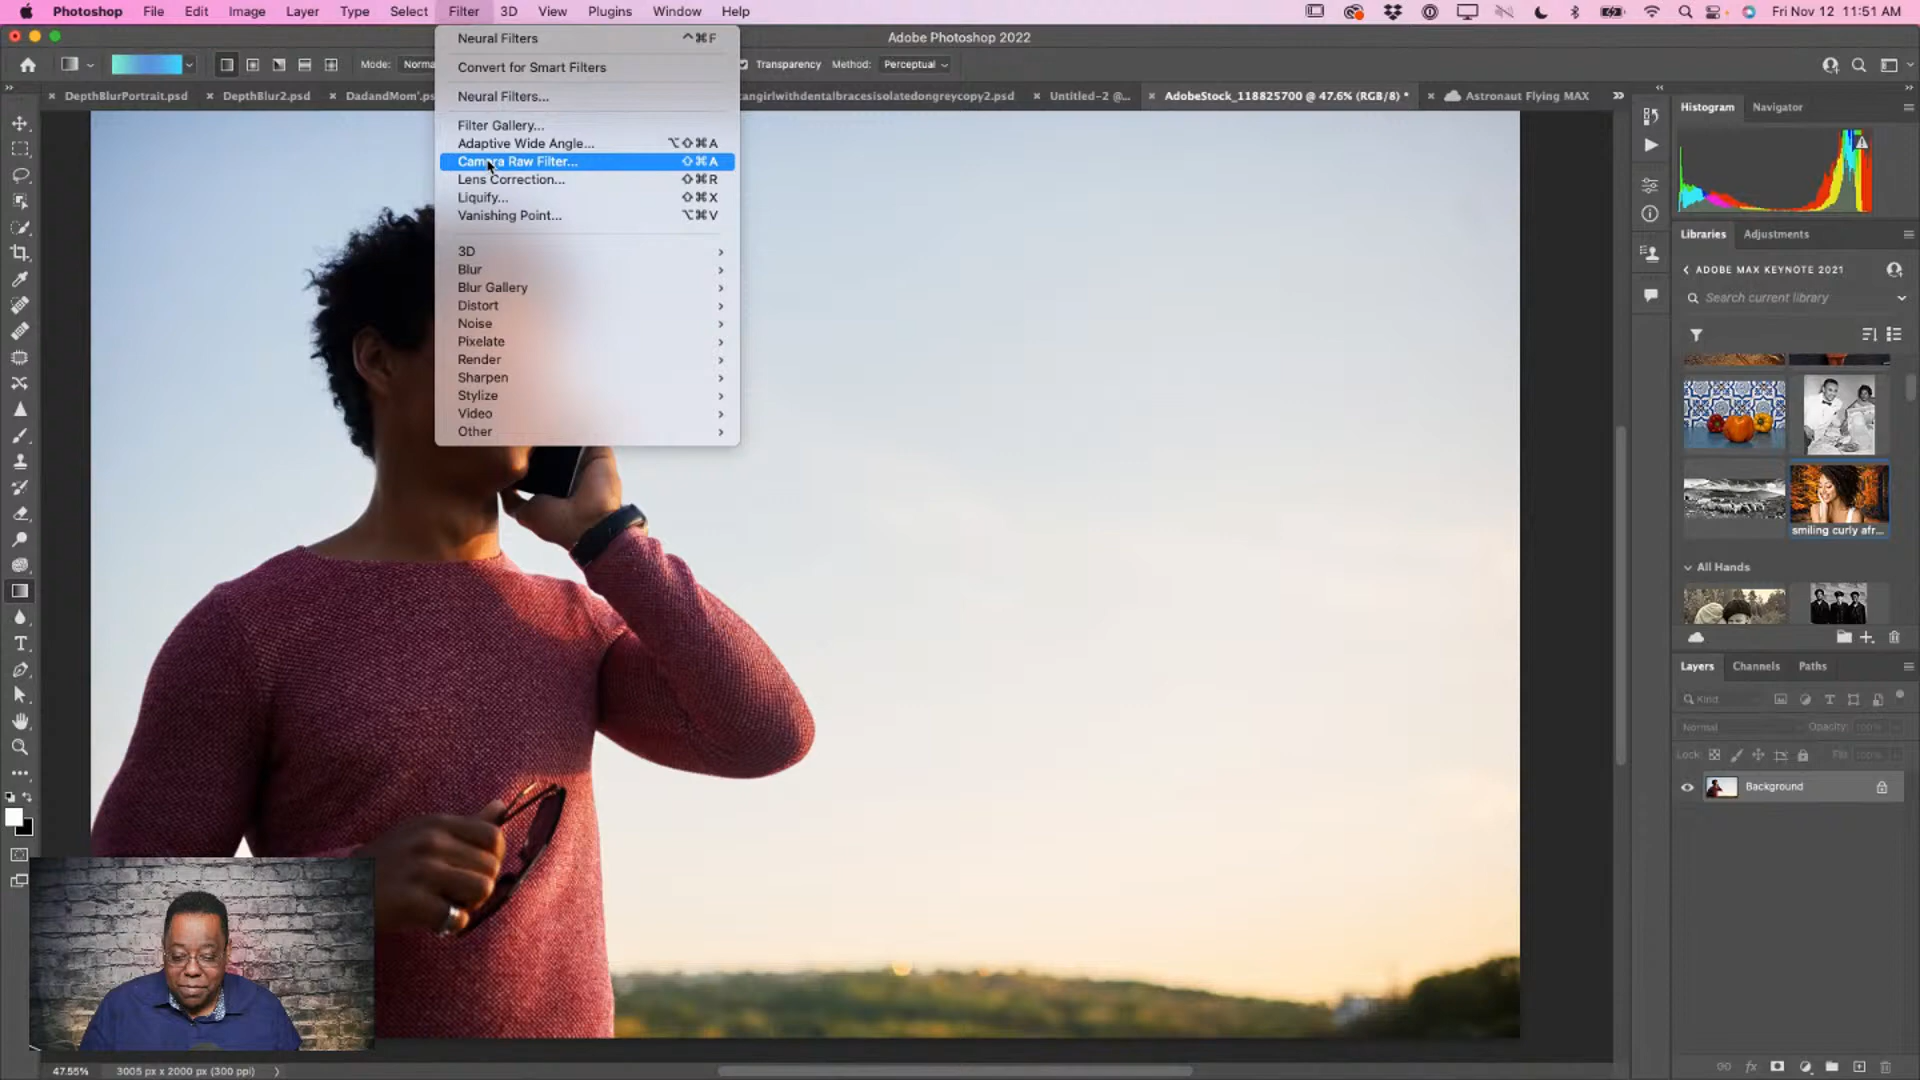 Photoshop File Edit Image Layer Type Select Filter 3D View Plugins Window Help Fri Nov 12 11:51 AM
Adobe Photoshop 2022
Mode: Norma Transparency Method: Perceptual
× DepthBlurPortrait.psd × DepthBlur2.psd × DadandMom'.ps tangirlwithdentalbracesisolatedongreycopy2.psd × Untitled-2 @... × AdobeStock_118825700 @ 47.6% (RGB/8) * × Astronaut Flying MAX
Neural Filters ^⌘F
Convert for Smart Filters
Neural Filters...
Filter Gallery...
Adaptive Wide Angle... ⌥⇧⌘A
Camera Raw Filter... ⇧⌘A
Lens Correction... ⇧⌘R
Liquify... ⇧⌘X
Vanishing Point... ⌥⌘V
3D
Blur
Blur Gallery
Distort
Noise
Pixelate
Render
Sharpen
Stylize
Video
Other
Histogram Navigator
Libraries Adjustments
ADOBE MAX KEYNOTE 2021
Search current library
smiling curly afr...
All Hands
Layers Channels Paths
Kind
Normal Opacity: 100%
Lock: Fill: 100%
Background
47.55% 3005 px x 2000 px (300 ppi)